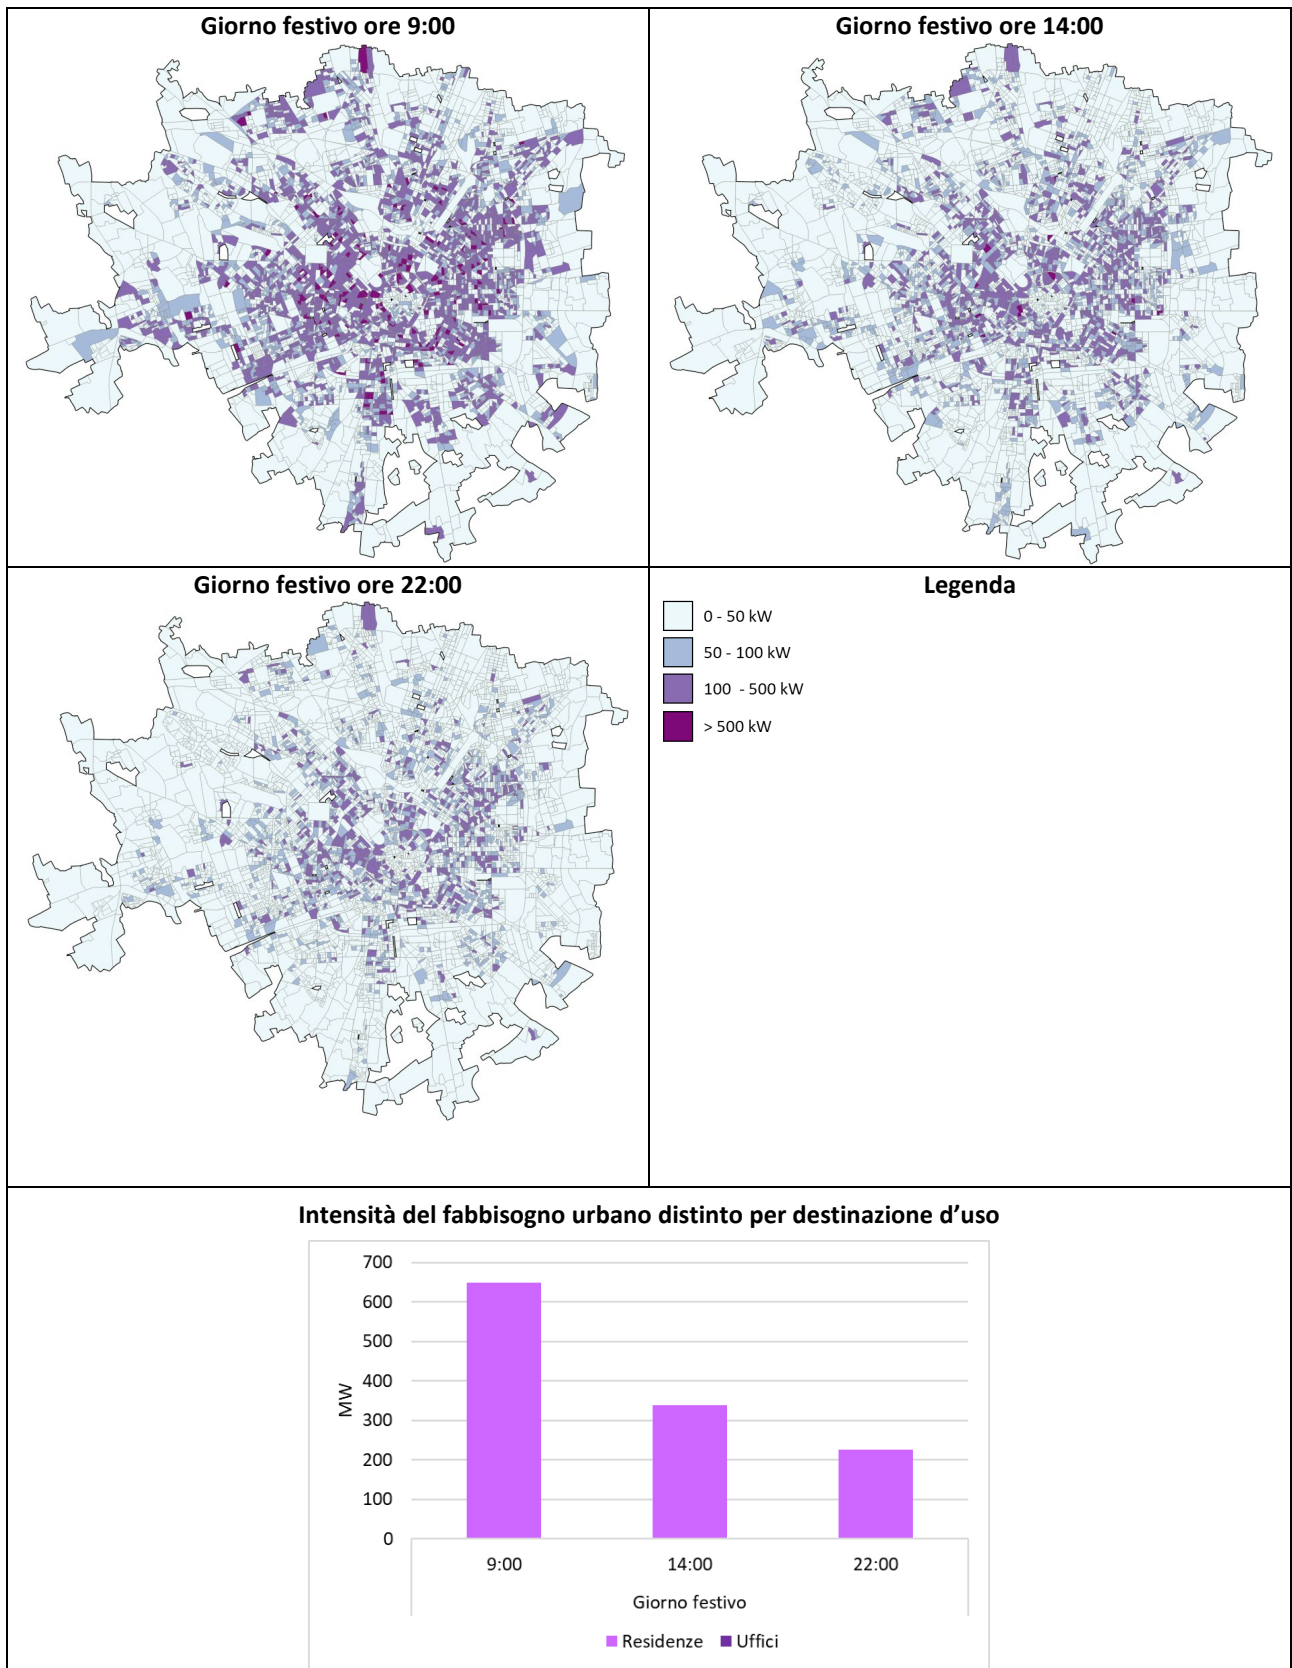 Giorno festivo ore 9:00
Giorno festivo ore 14:00
Giorno festivo ore 22:00
Legenda
0 - 50 kW
50 - 100 kW
100 - 500 kW
> 500 kW
Intensità del fabbisogno urbano distinto per destinazione d’uso
700
600
500
400
300
200
100
0
MW
9:00 14:00 22:00
Giorno festivo
Residenze Uffici